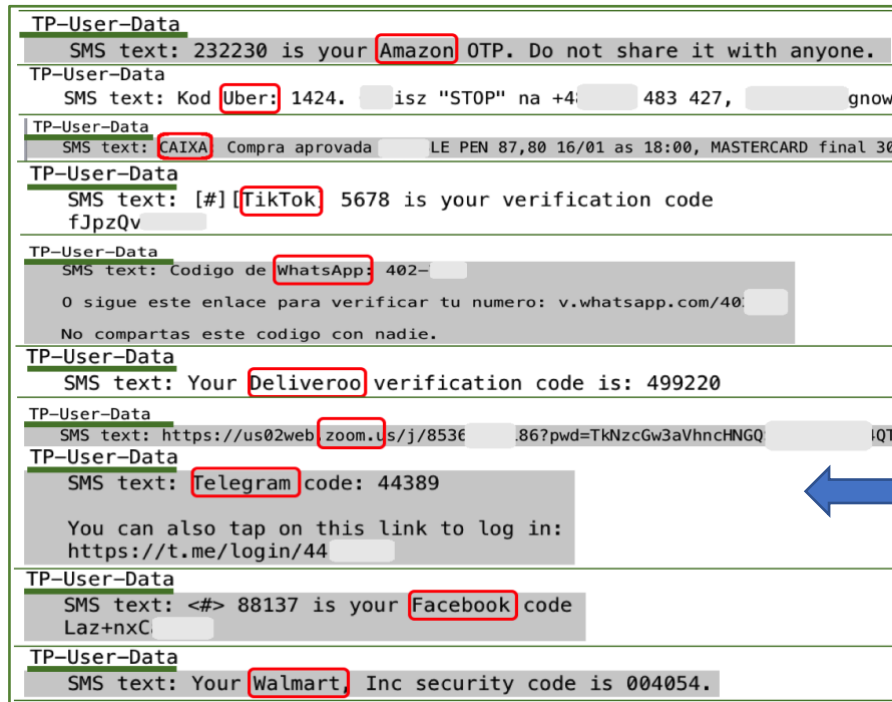 TP-User-Data
SMS text: 232230 is your Amazon OTP. Do not share it with anyone.
TP-User-Data
SMS text: Kod Uber: 1424. isz "STOP" na +4 483 427, gnow
TP-User-Data
SMS text: CAIXA Compra aprovada LE PEN 87,80 16/01 as 18:00, MASTERCARD final 30
TP-User-Data
SMS text: [#][TikTok] 5678 is your verification code
fJpzQv
TP-User-Data
SMS text: Codigo de WhatsApp: 402-
O sigue este enlace para verificar tu numero: v.whatsapp.com/40
No compartas este codigo con nadie.
TP-User-Data
SMS text: Your Deliveroo verification code is: 499220
TP-User-Data
SMS text: https://us02web.zoom.us/j/8536 86?pwd=TkNzcGw3aVhncHNGQ QT
TP-User-Data
SMS text: Telegram code: 44389
You can also tap on this link to log in:
https://t.me/login/44
TP-User-Data
SMS text: <#> 88137 is your Facebook code
Laz+nxC
TP-User-Data
SMS text: Your Walmart, Inc security code is 004054.